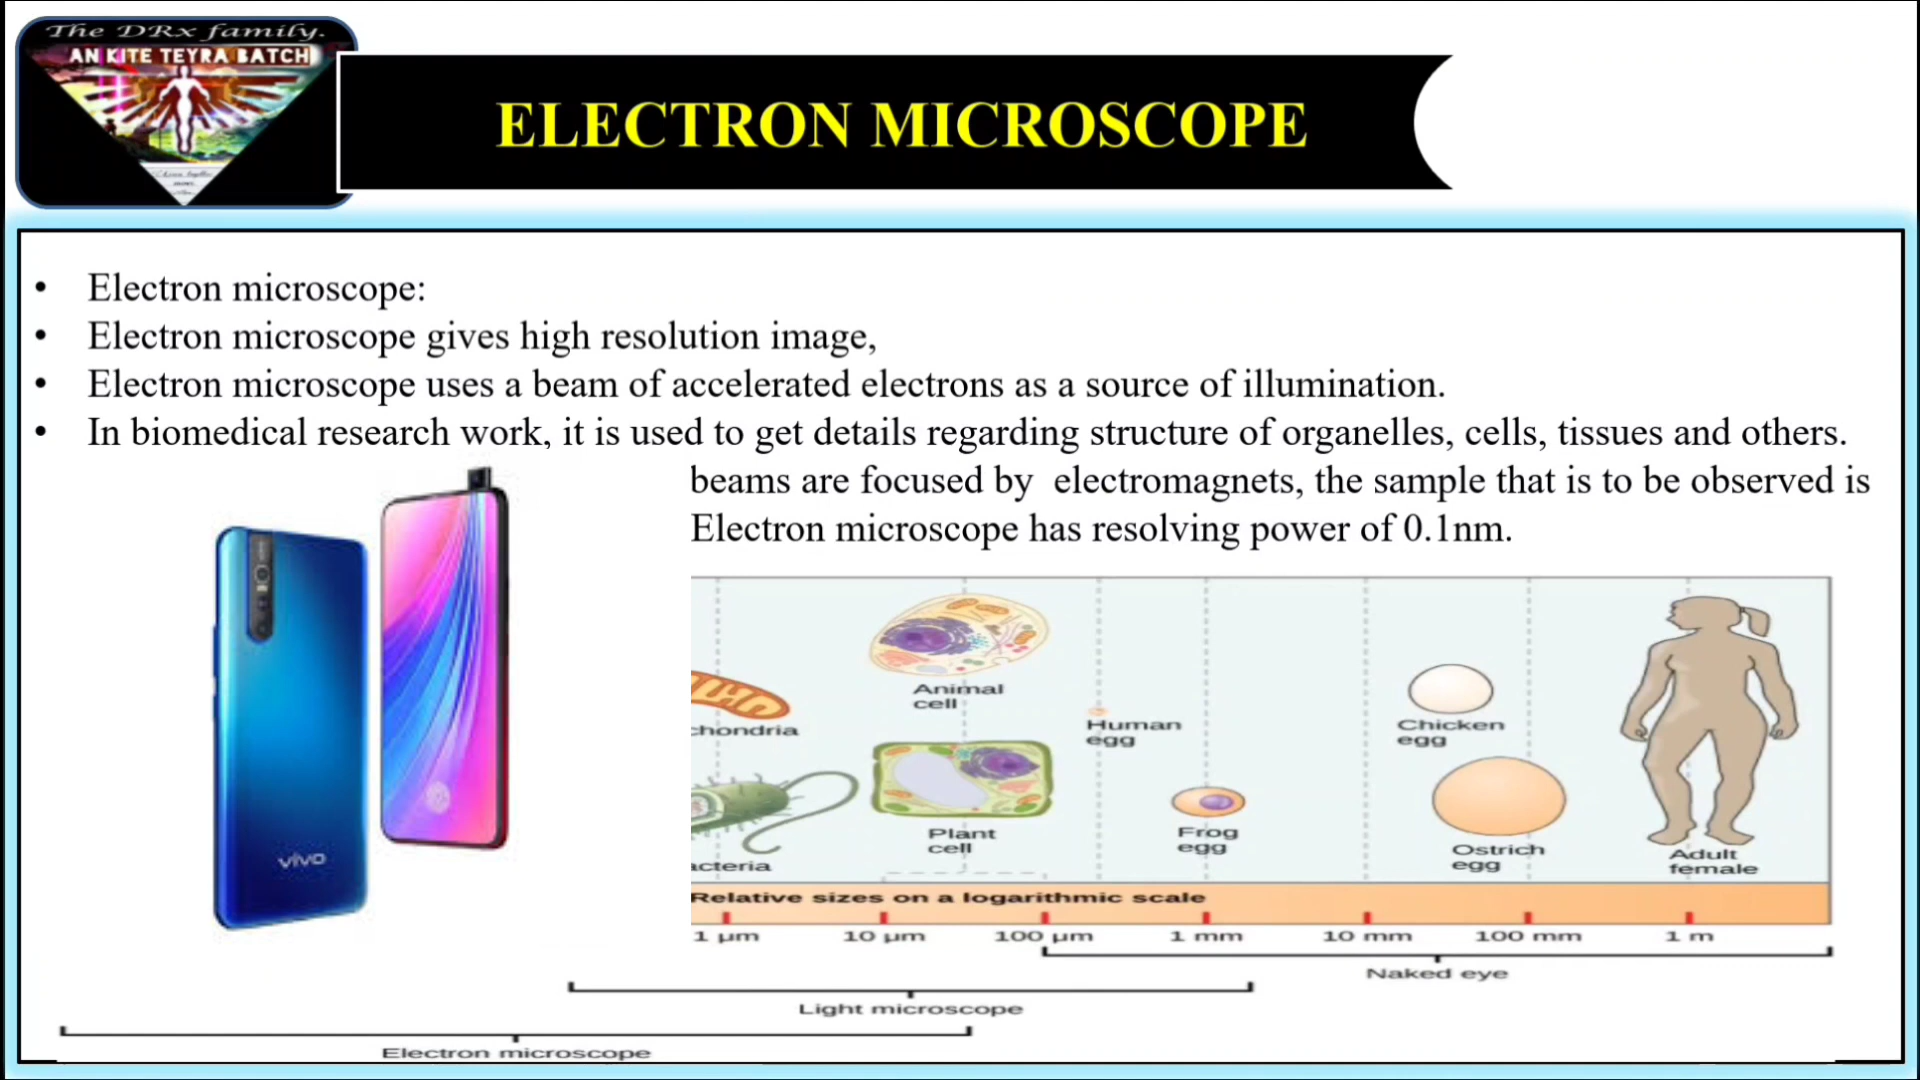 The DRx family.
AN KITE TEYRA BATCH
ELECTRON MICROSCOPE
• Electron microscope:
• Electron microscope gives high resolution image,
• Electron microscope uses a beam of accelerated electrons as a source of illumination.
• In biomedical research work, it is used to get details regarding structure of organelles, cells, tissues and others.
beams are focused by electromagnets, the sample that is to be observed is
Electron microscope has resolving power of 0.1nm.
vivo
Animal
cell
chondria
Human
egg
Chicken
egg
Plant
cell
Frog
egg
Ostrich
egg
Adult
female
acteria
Relative sizes on a logarithmic scale
1 µm 10 µm 100 µm 1 mm 10 mm 100 mm 1 m
Naked eye
Light microscope
Electron microscope